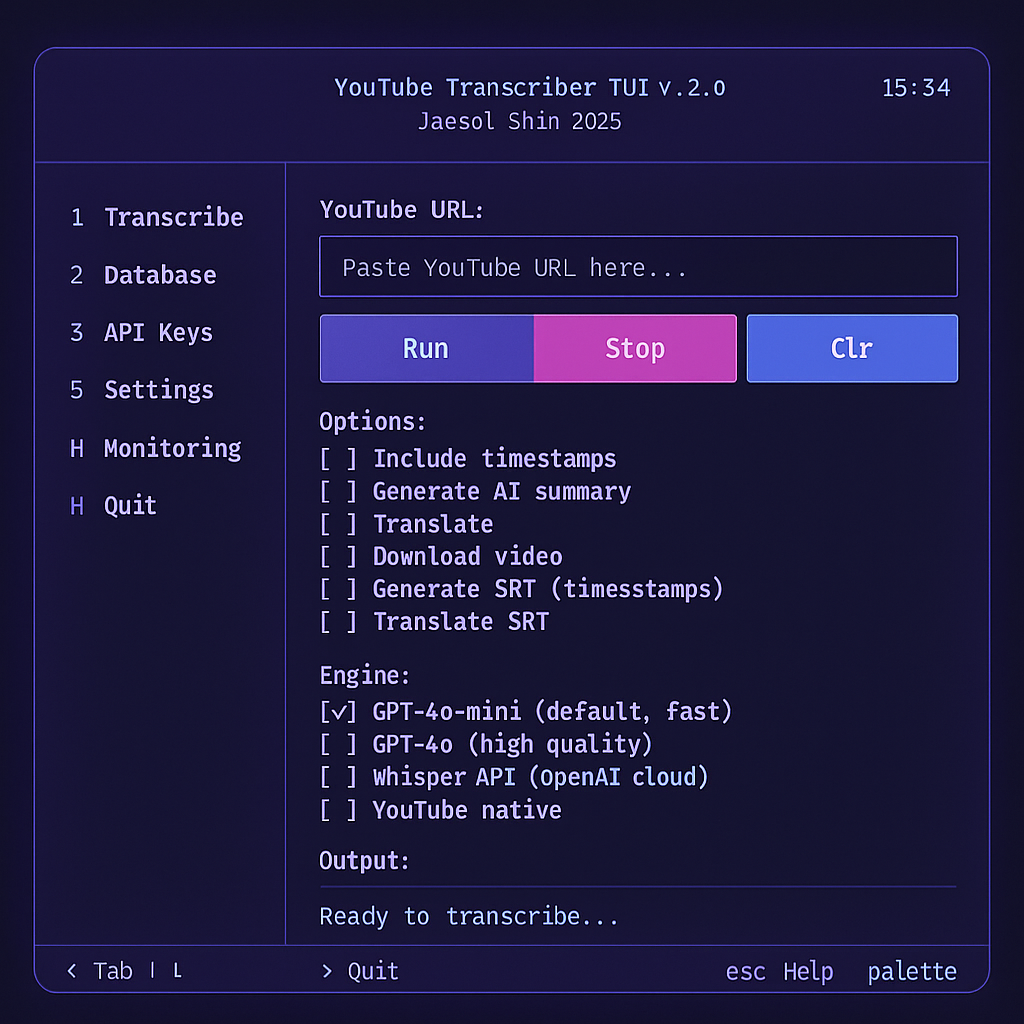 YouTube Transcriber TUI v.2.0
15:34
Jaesol Shin 2025
1 Transcribe
2 Database
3 API Keys
5 Settings
H Monitoring
H Quit
YouTube URL:
Paste YouTube URL here...
Run Stop Clr
Options:
[ ] Include timestamps
[ ] Generate AI summary
[ ] Translate
[ ] Download video
[ ] Generate SRT (timesstamps)
[ ] Translate SRT
Engine:
[✓] GPT-4o-mini (default, fast)
[ ] GPT-4o (high quality)
[ ] Whisper API (OpenAI cloud)
[ ] YouTube native
Output:
Ready to transcribe...
< Tab | L > Quit esc Help palette